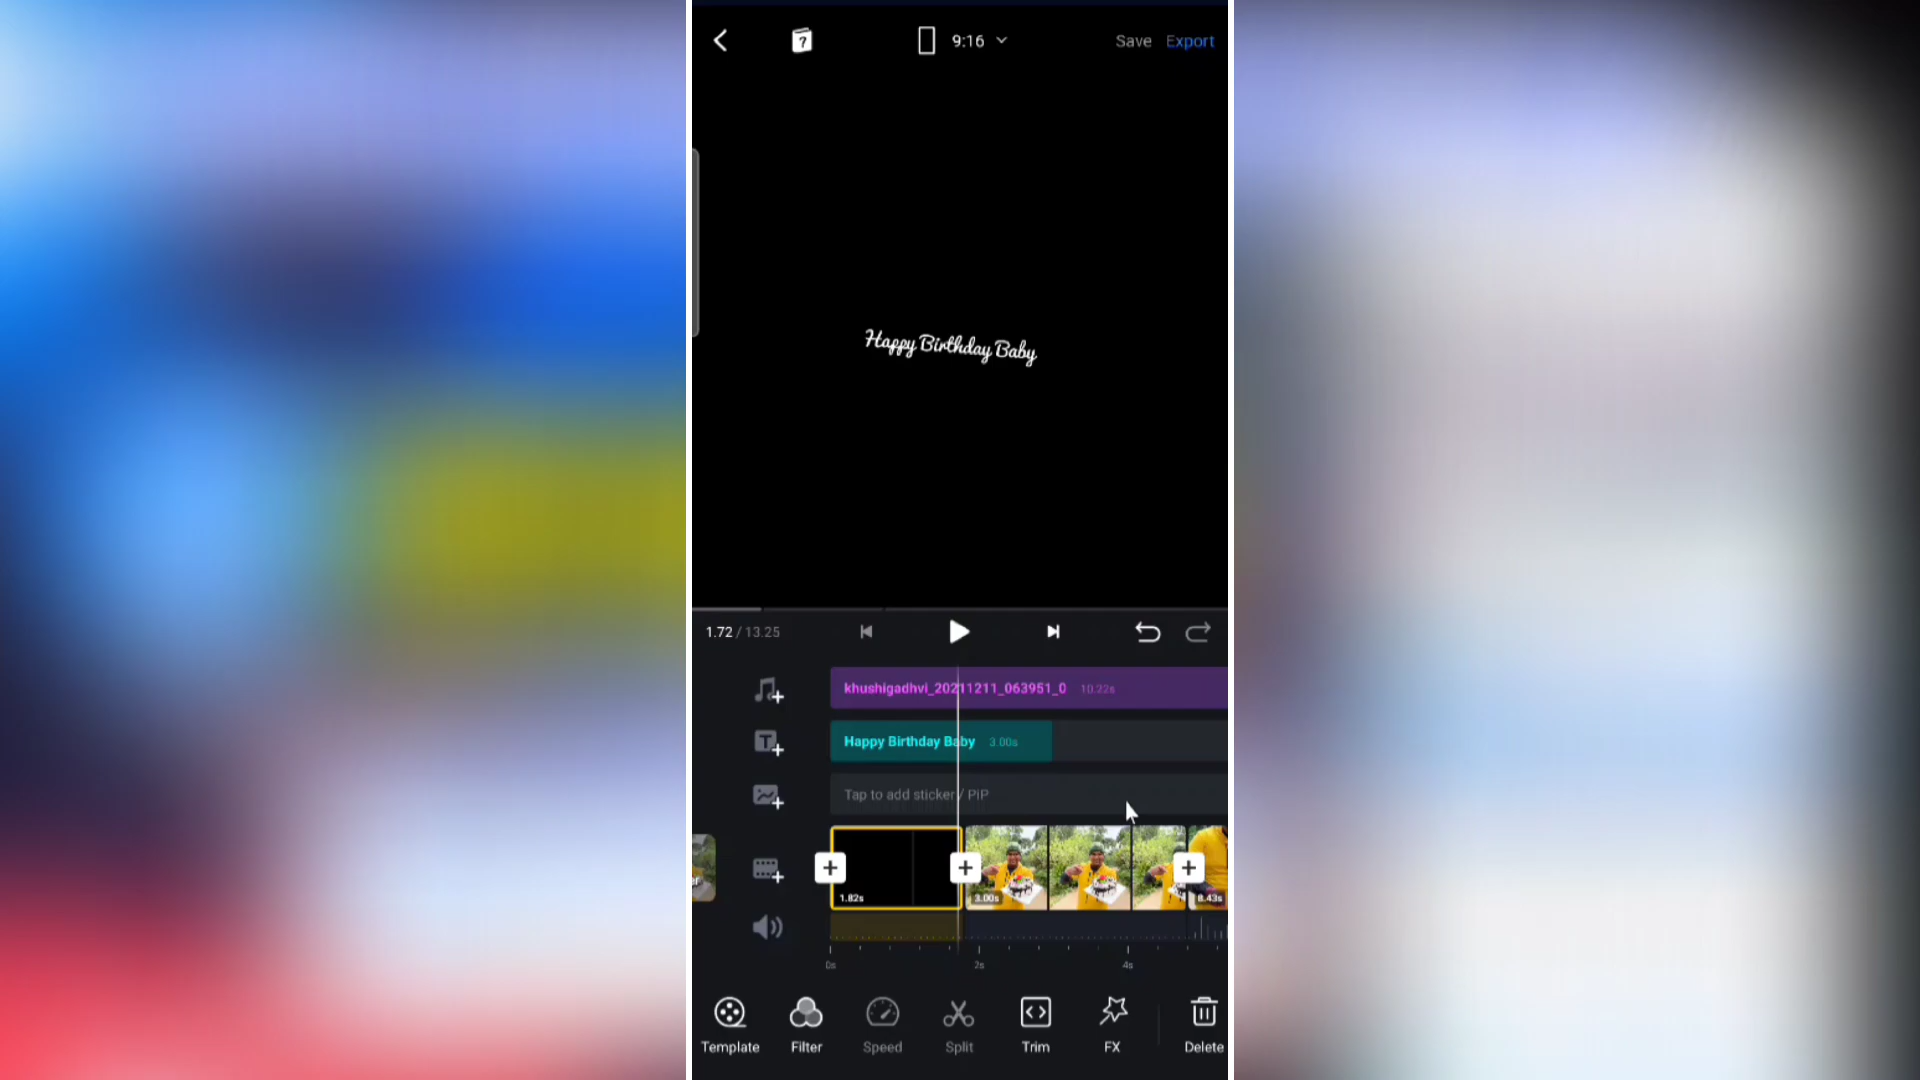 9:16
Save
Export
Happy Birthday Baby
1.72 / 13.25
khushigadhvi_20211211_063951_0 10.22s
Happy Birthday Baby 3.00s
Tap to add sticker / PiP
1.82s
3.00s
8.43s
0s
2s
4s
Template
Filter
Speed
Split
Trim
FX
Delete